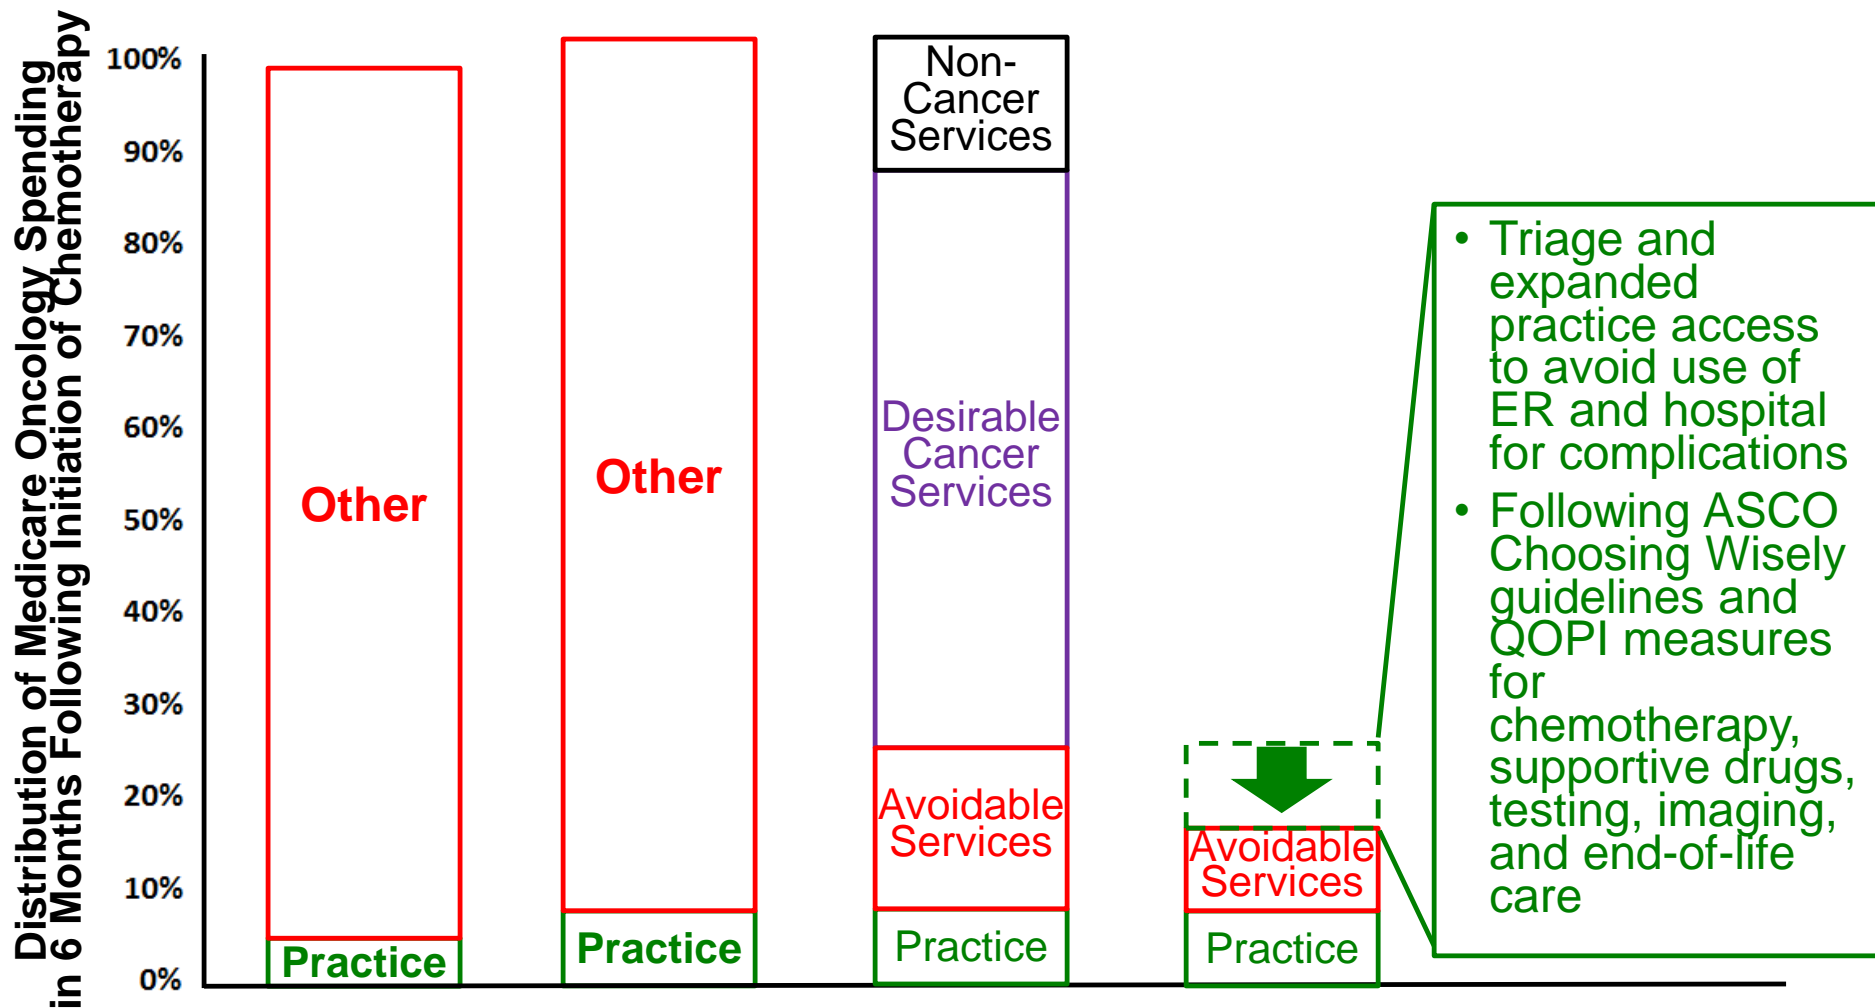 Distribution of Medicare Oncology Spending
in 6 Months Following Initiation of Chemotherapy
100%
90%
80%
70%
60%
50%
40%
30%
20%
10%
0%
Other
Practice
Other
Practice
Non-
Cancer
Services
Desirable
Cancer
Services
Avoidable
Services
Practice
Avoidable
Services
Practice
• Triage and
expanded
practice access
to avoid use of
ER and hospital
for complications
• Following ASCO
Choosing Wisely
guidelines and
QOPI measures
for
chemotherapy,
supportive drugs,
testing, imaging,
and end-of-life
care